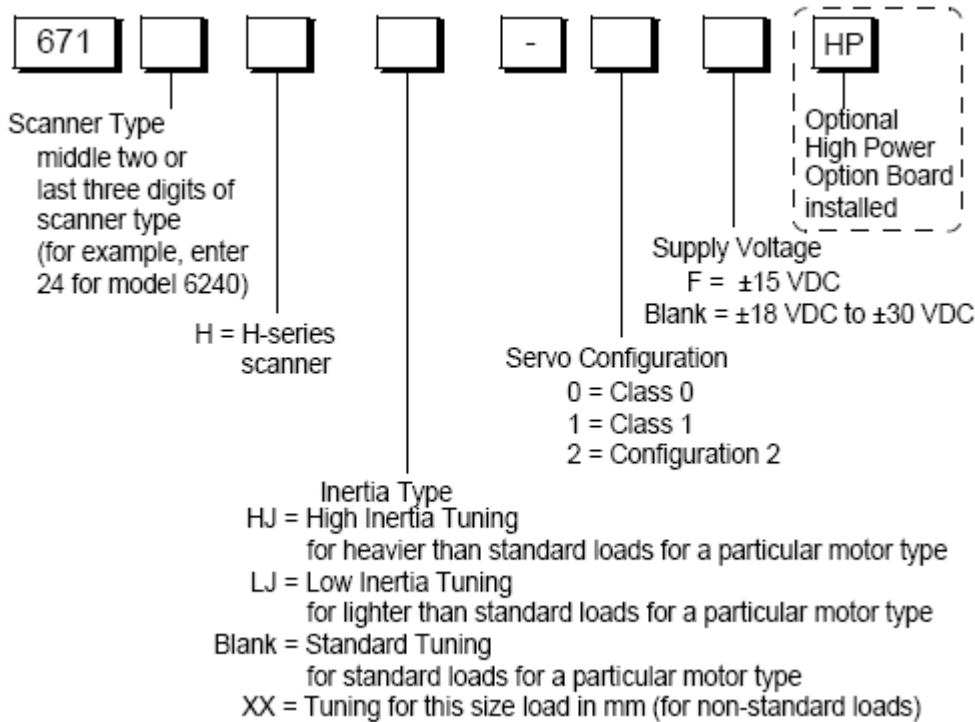 671 - HP
Scanner Type
middle two or
last three digits of
scanner type
(for example, enter
24 for model 6240)
H = H-series
scanner
Inertia Type
HJ = High Inertia Tuning
for heavier than standard loads for a particular motor type
LJ = Low Inertia Tuning
for lighter than standard loads for a particular motor type
Blank = Standard Tuning
for standard loads for a particular motor type
XX = Tuning for this size load in mm (for non-standard loads)
Servo Configuration
0 = Class 0
1 = Class 1
2 = Configuration 2
Supply Voltage
F = ±15 VDC
Blank = ±18 VDC to ±30 VDC
Optional
High Power
Option Board
installed